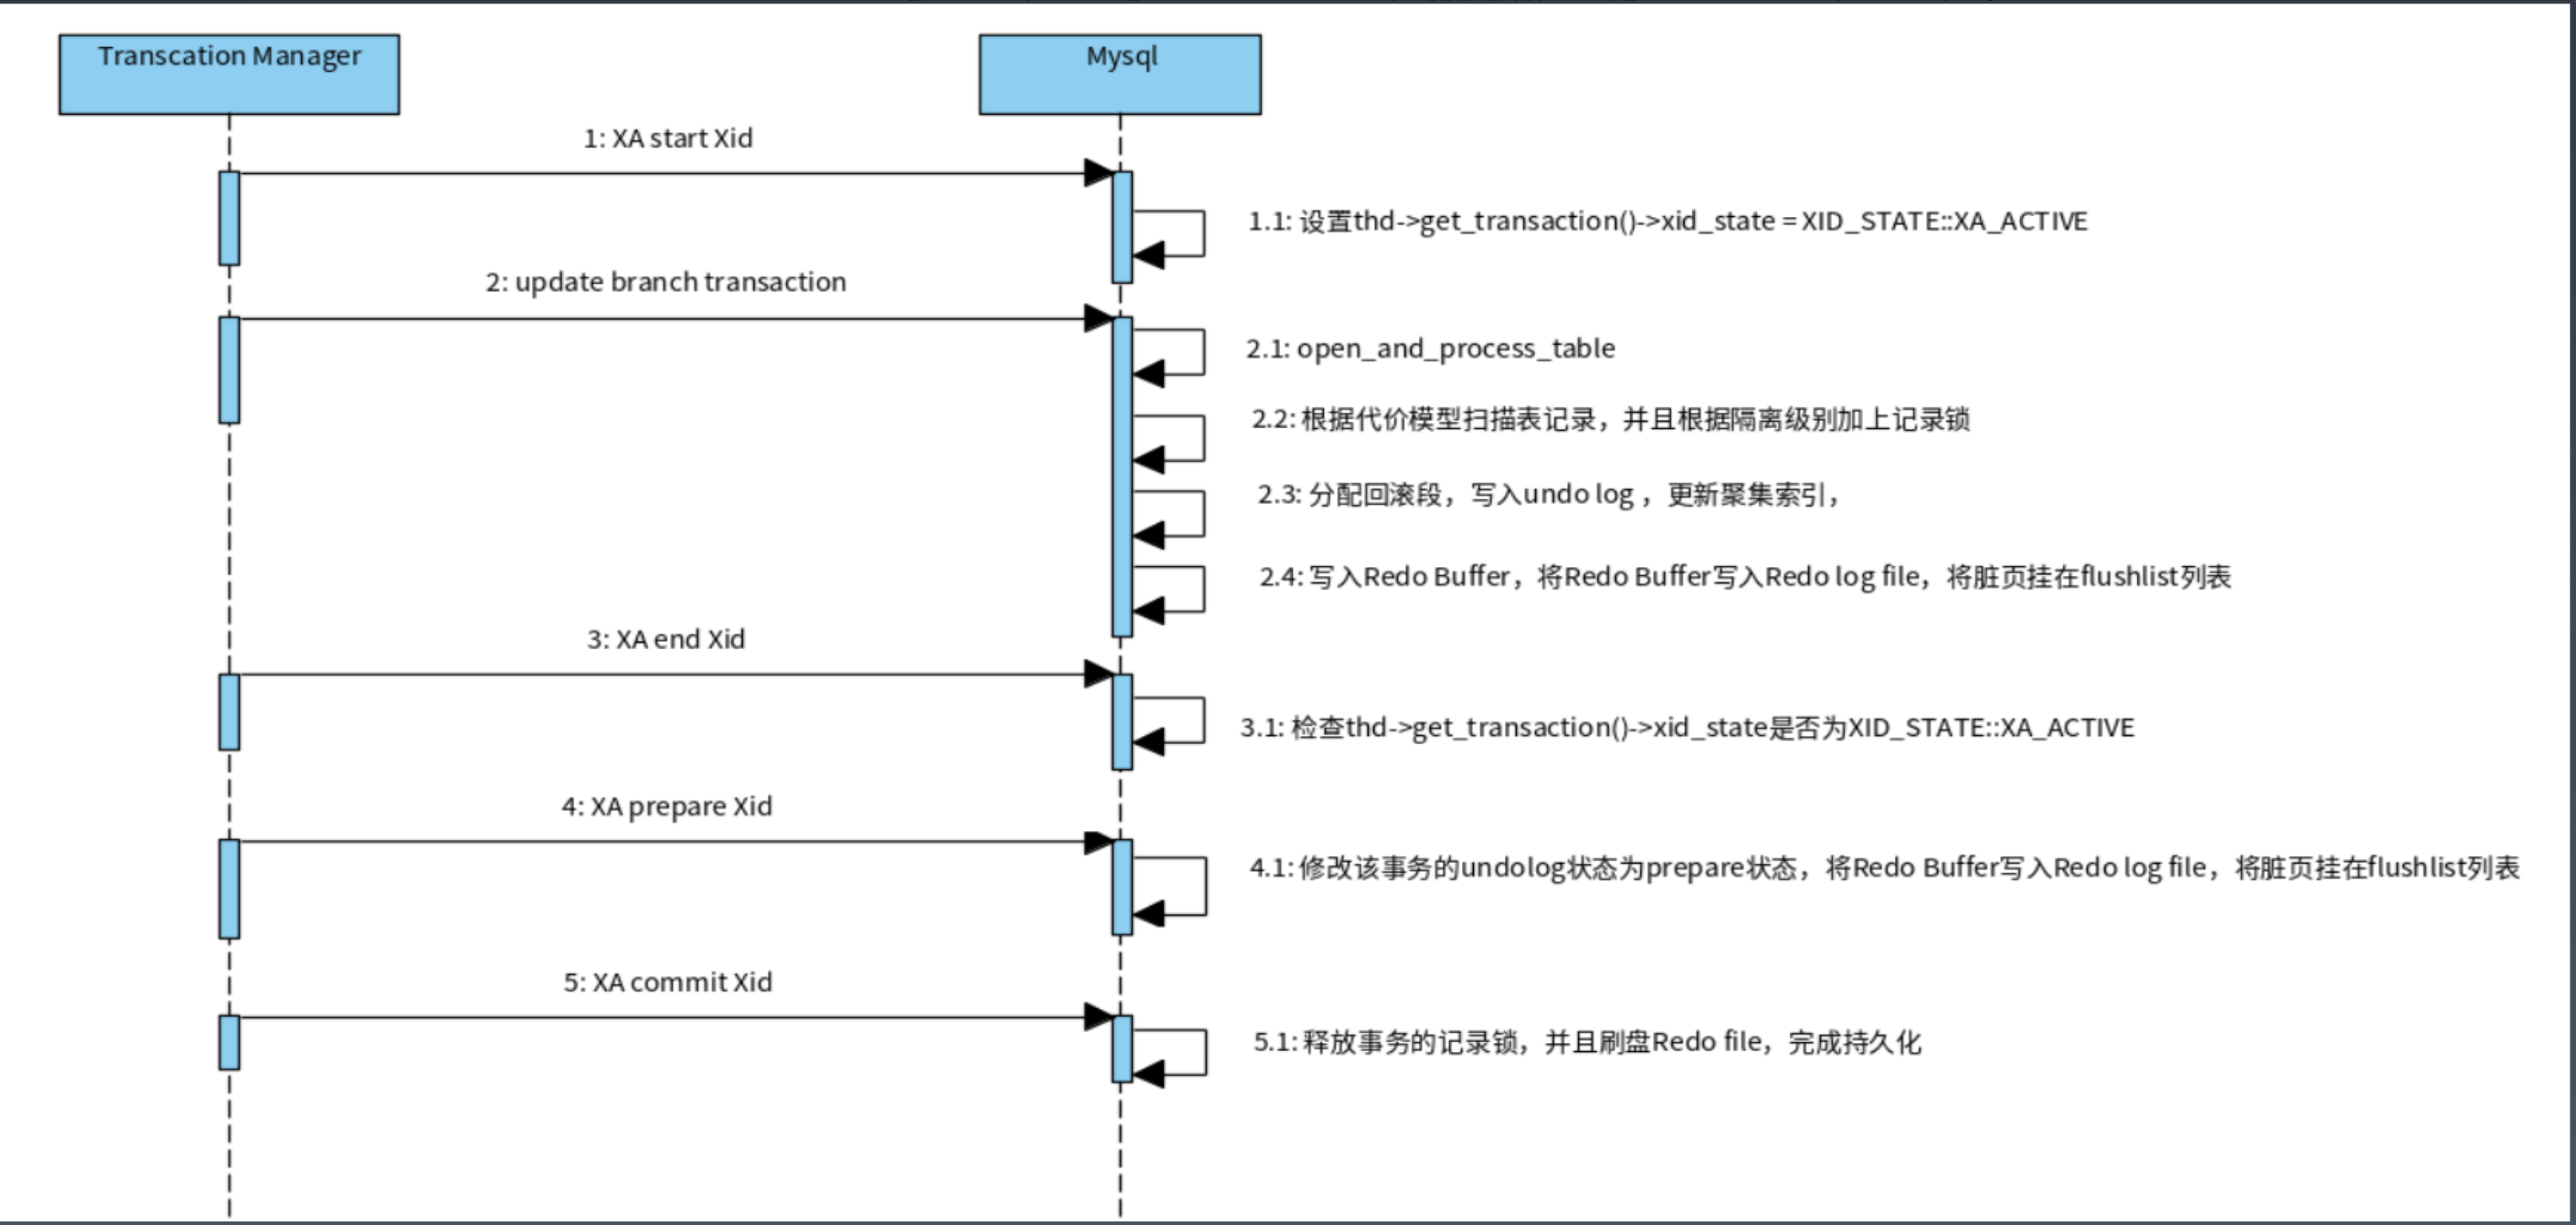 Transcation Manager
Mysql
1: XA start Xid
1.1: 设置thd->get_transaction()->xid_state = XID_STATE::XA_ACTIVE
2: update branch transaction
2.1: open_and_process_table
2.2: 根据代价模型扫描表记录，并且根据隔离级别加上记录锁
2.3: 分配回滚段，写入undo log ，更新聚集索引，
2.4: 写入Redo Buffer，将Redo Buffer写入Redo log file，将脏页挂在flushlist列表
3: XA end Xid
3.1: 检查thd->get_transaction()->xid_state是否为XID_STATE::XA_ACTIVE
4: XA prepare Xid
4.1: 修改该事务的undolog状态为prepare状态，将Redo Buffer写入Redo log file，将脏页挂在flushlist列表
5: XA commit Xid
5.1: 释放事务的记录锁，并且刷盘Redo file，完成持久化